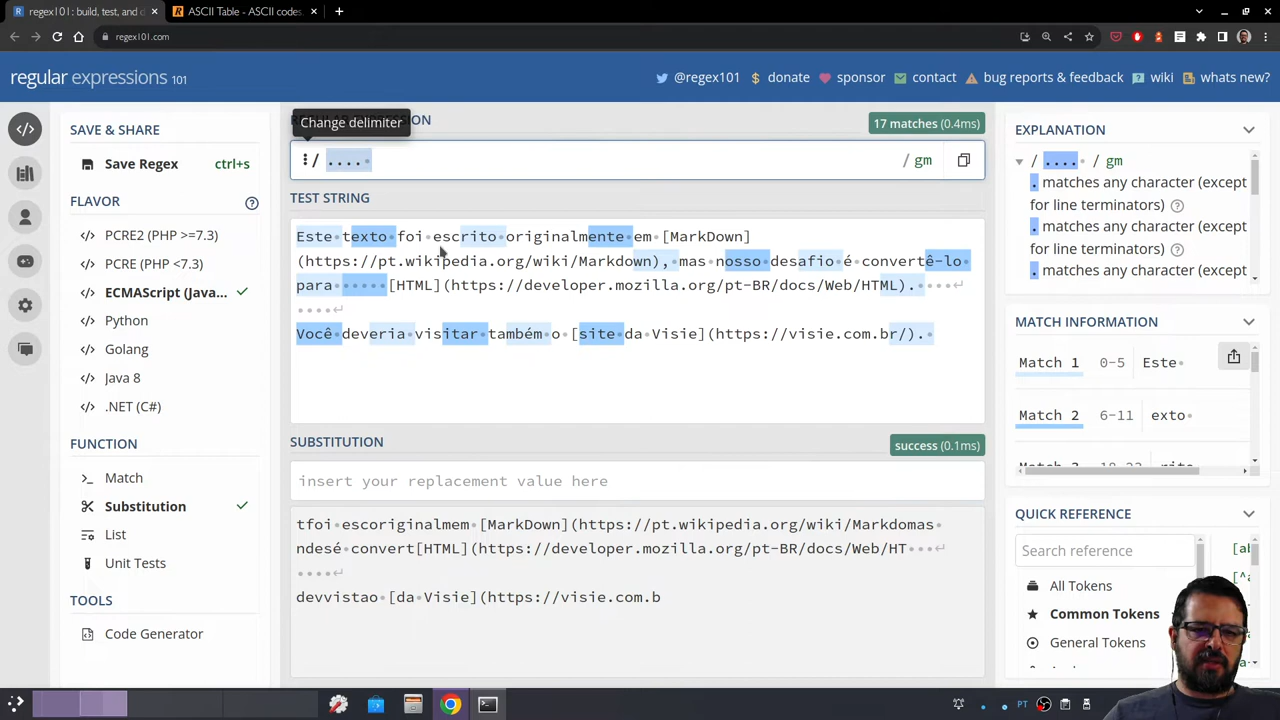 regex101: build, test, and d
ASCII Table - ASCII codes,
regex101.com
regular expressions 101
@regex101
donate
sponsor
contact
bug reports & feedback
wiki
whats new?
SAVE & SHARE
Save Regex
ctrl+s
FLAVOR
PCRE2 (PHP >=7.3)
PCRE (PHP <7.3)
ECMAScript (Java...
Python
Golang
Java 8
.NET (C#)
FUNCTION
Match
Substitution
List
Unit Tests
TOOLS
Code Generator
Change delimiter
17 matches (0.4ms)
/ ....· / gm
TEST STRING
Este·texto·foi·escrito·originalmente·em·[MarkDown]
(https://pt.wikipedia.org/wiki/Markdown),·mas·nosso·desafio·é·convertê-lo
para·····[HTML](https://developer.mozilla.org/pt-BR/docs/Web/HTML).····↵
····↵
Você·deveria·visitar·também·o·[site·da·Visie](https://visie.com.br/).·
SUBSTITUTION
success (0.1ms)
insert your replacement value here
tfoi·escoriginalmem·[MarkDown](https://pt.wikipedia.org/wiki/Markdomas·
ndesé·convert[HTML](https://developer.mozilla.org/pt-BR/docs/Web/HT···↵
····↵
devvistao·[da·Visie](https://visie.com.b
EXPLANATION
/ ....· / gm
. matches any character (except
for line terminators)
. matches any character (except
for line terminators)
. matches any character (except
MATCH INFORMATION
Match 1 0-5 Este·
Match 2 6-11 exto·
QUICK REFERENCE
Search reference
All Tokens
Common Tokens
General Tokens
PT